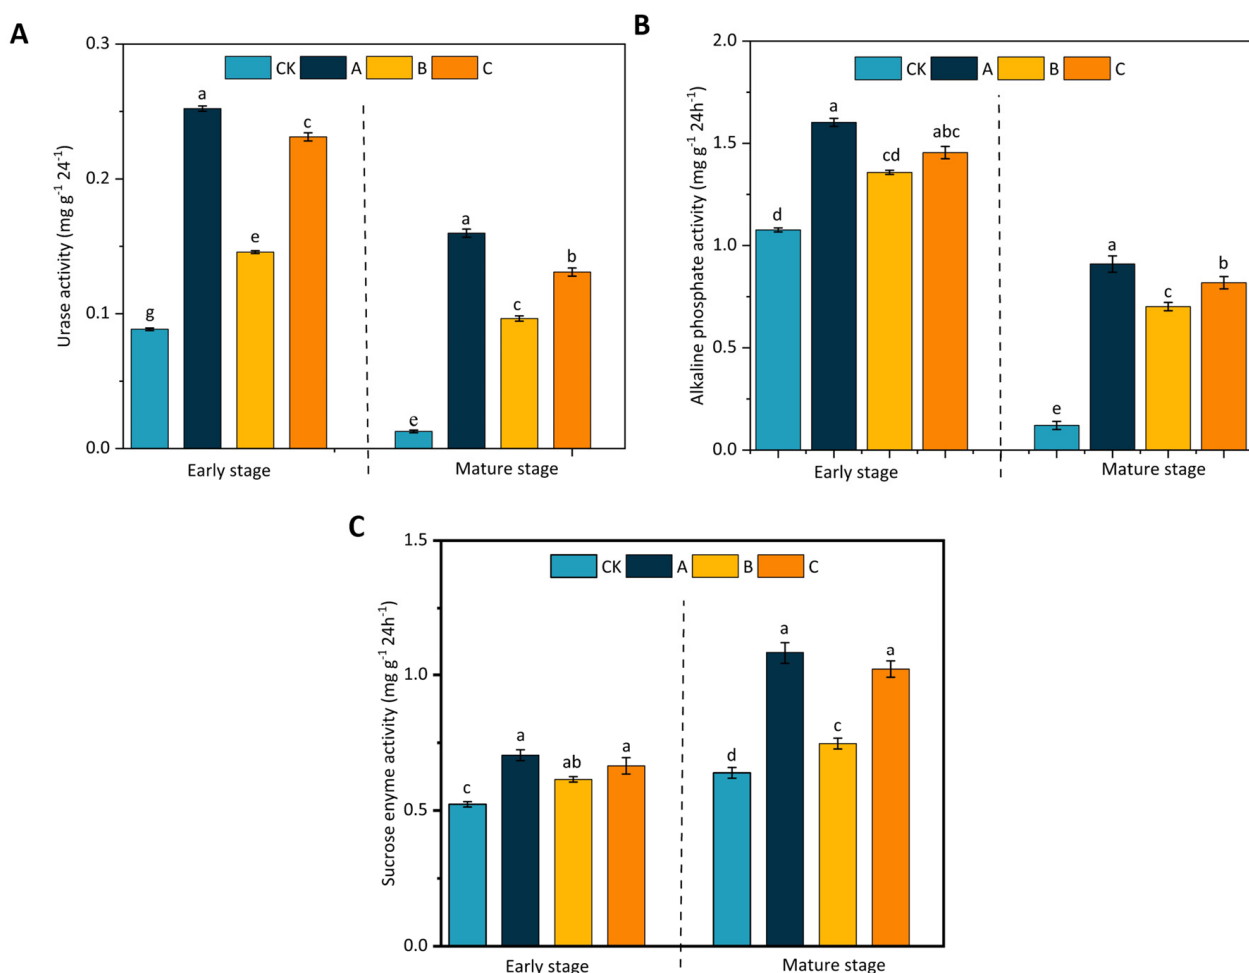 A
0.3
CK A B C
a
c
e
g
a
b
c
e
0.2
0.1
0.0
Urase activity (mg g⁻¹ 24⁻¹)
Early stage Mature stage
B
2.0
CK A B C
a
abc
cd
d
a
b
c
e
1.5
1.0
0.5
0.0
Alkaline phosphate activity (mg g⁻¹ 24h⁻¹)
Early stage Mature stage
C
1.5
CK A B C
a
a
c
d
a
a
ab
c
1.0
0.5
0.0
Sucrose enyme activity (mg g⁻¹ 24h⁻¹)
Early stage Mature stage